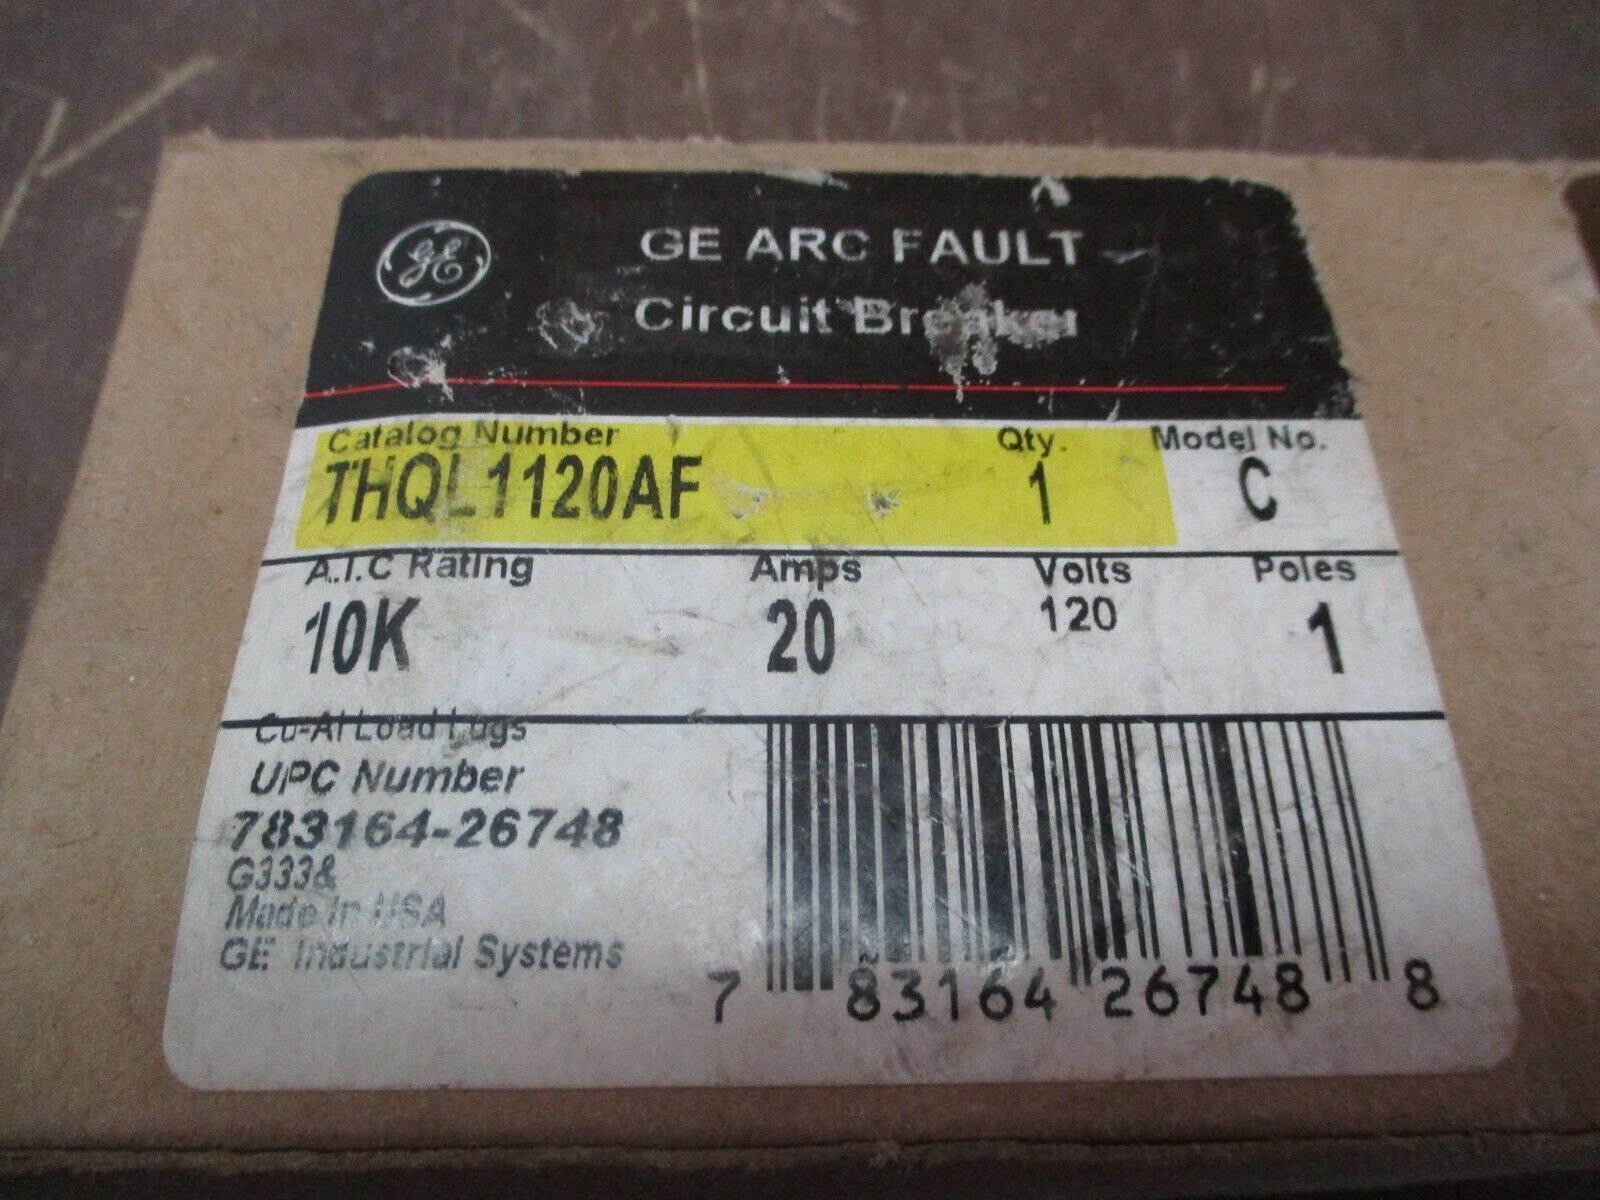 GE
GE ARC FAULT
Circuit Breaker
Catalog Number Qty. Model No.
THQL1120AF 1 C
A.I.C Rating Amps Volts Poles
10K 20 120 1
Cu-Al Load Lugs
UPC Number
783164-26748
G333&
Made In USA
GE Industrial Systems
7 83164 26748 8